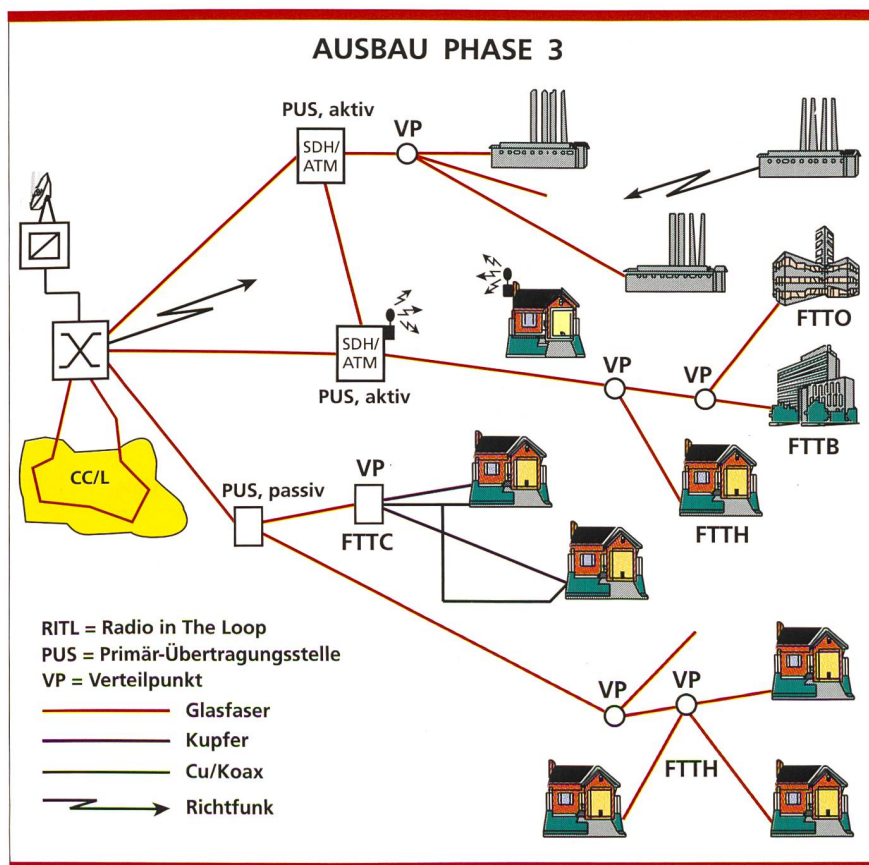 AUSBAU PHASE 3
PUS, aktiv
SDH/
ATM
VP
FTTO
SDH/
ATM
PUS, aktiv
VP
VP
FTTB
FTTH
CC/L
PUS, passiv
VP
FTTC
VP
VP
FTTH
RITL = Radio in The Loop
PUS = Primär-Übertragungsstelle
VP = Verteilpunkt
Glasfaser
Kupfer
Cu/Koax
Richtfunk